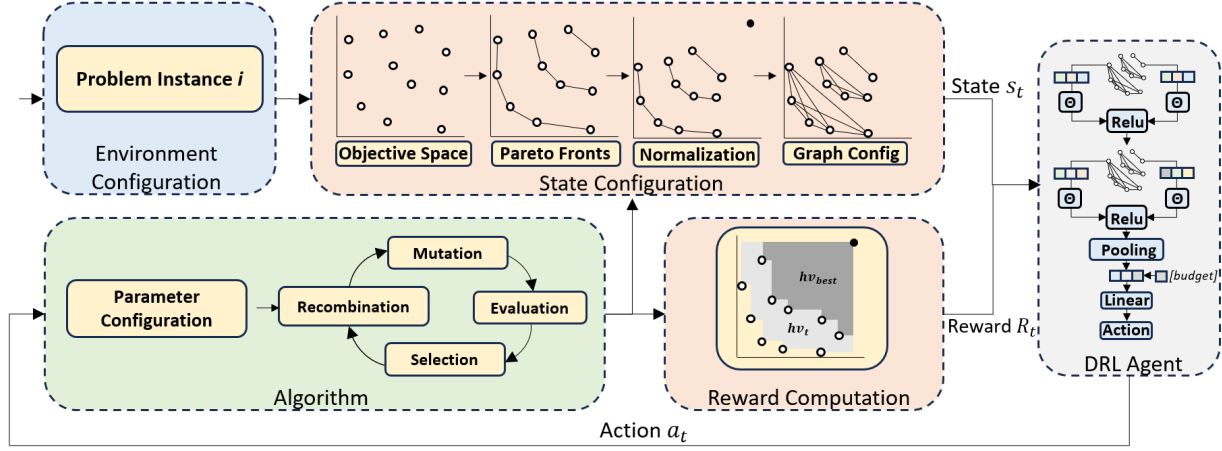 Problem Instance i
Environment
Configuration
Objective Space
Pareto Fronts
Normalization
Graph Config
State Configuration
State S_t
Θ
Θ
Relu
Θ
Θ
Relu
Pooling
[budget]
Linear
Action
DRL Agent
Parameter
Configuration
Recombination
Mutation
Evaluation
Selection
Algorithm
hv_best
hv_t
Reward Computation
Reward R_t
Action a_t